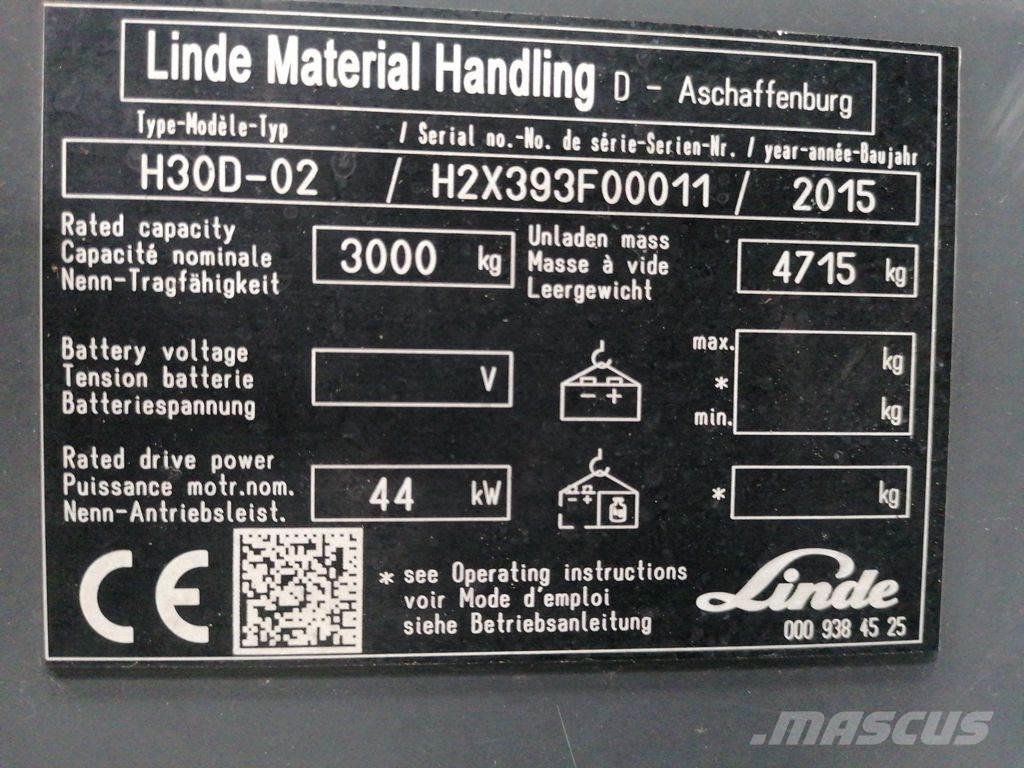 Linde Material Handling D - Aschaffenburg
Type-Modèle-Typ / Serial no.-No. de série-Serien-Nr. / year-année-Baujahr
H30D-02 / H2X393F00011 / 2015
Rated capacity
Capacité nominale
Nenn-Tragfähigkeit
3000 kg
Unladen mass
Masse à vide
Leergewicht
4715 kg
Battery voltage
Tension batterie
Batteriespannung
V
- +
max. kg
*
min. kg
Rated drive power
Puissance motr.nom.
Nenn-Antriebsleist.
44 kW
- +
* kg
CE
* see Operating instructions
voir Mode d'emploi
siehe Betriebsanleitung
Linde
000 938 45 25
.MASCUS